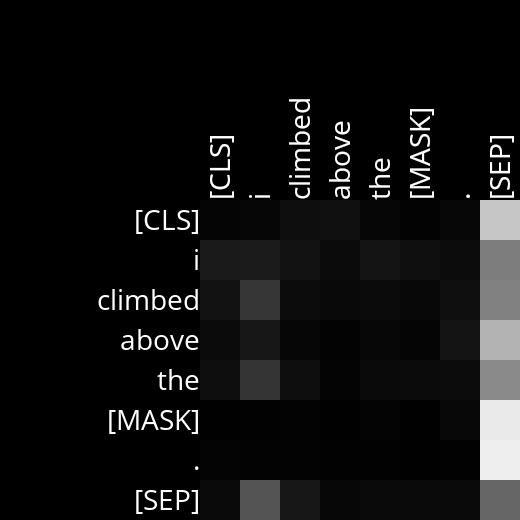 [CLS] i climbed above the [MASK] . [SEP]
[CLS]
i
climbed
above
the
[MASK]
.
[SEP]